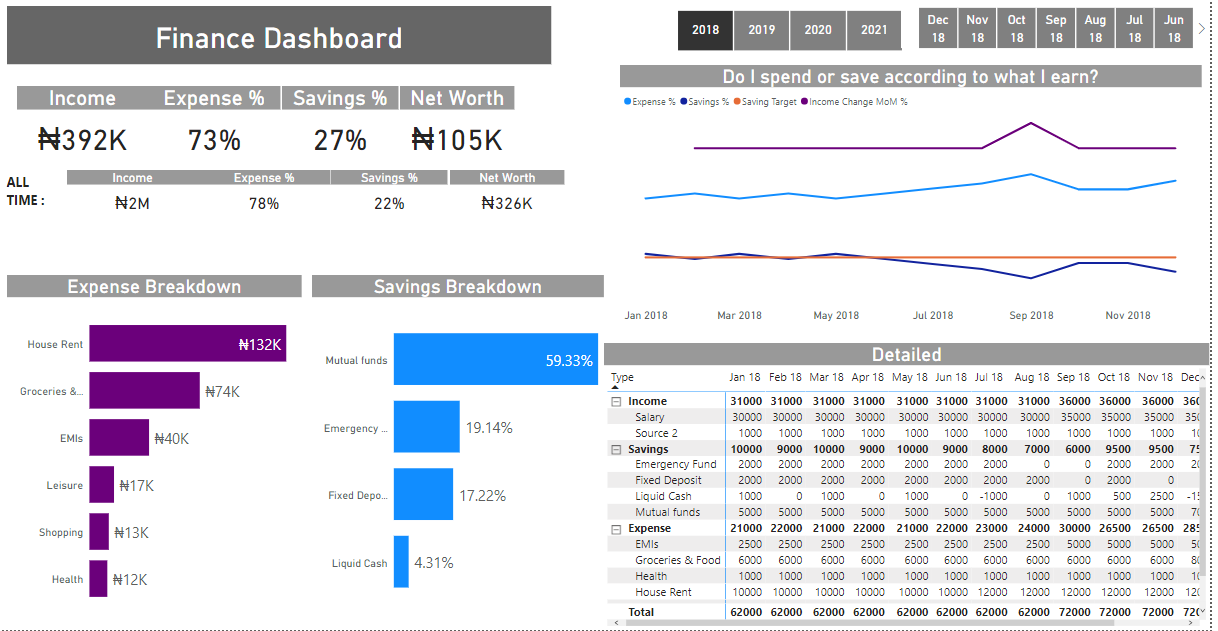 Finance Dashboard
2018 2019 2020 2021
Dec 18 Nov 18 Oct 18 Sep 18 Aug 18 Jul 18 Jun 18
Income Expense % Savings % Net Worth
₦392K 73% 27% ₦105K
ALL TIME :
Income Expense % Savings % Net Worth
₦2M 78% 22% ₦326K
Do I spend or save according to what I earn?
Expense % Savings % Saving Target Income Change MoM %
Jan 2018 Mar 2018 May 2018 Jul 2018 Sep 2018 Nov 2018
Expense Breakdown
House Rent ₦132K
Groceries &... ₦74K
EMIs ₦40K
Leisure ₦17K
Shopping ₦13K
Health ₦12K
Savings Breakdown
Mutual funds 59.33%
Emergency ... 19.14%
Fixed Depo... 17.22%
Liquid Cash 4.31%
Detailed
Type Jan 18 Feb 18 Mar 18 Apr 18 May 18 Jun 18 Jul 18 Aug 18 Sep 18 Oct 18 Nov 18 Dec
Income 31000 31000 31000 31000 31000 31000 31000 31000 36000 36000 36000 360
Salary 30000 30000 30000 30000 30000 30000 30000 30000 35000 35000 35000 350
Source 2 1000 1000 1000 1000 1000 1000 1000 1000 1000 1000 1000 10
Savings 10000 9000 10000 9000 10000 9000 8000 7000 6000 9500 9500 75
Emergency Fund 2000 2000 2000 2000 2000 2000 2000 0 0 2000 2000 20
Fixed Deposit 2000 2000 2000 2000 2000 2000 2000 2000 0 2000 0
Liquid Cash 1000 0 1000 0 1000 0 -1000 0 1000 500 2500 -15
Mutual funds 5000 5000 5000 5000 5000 5000 5000 5000 5000 5000 5000 70
Expense 21000 22000 21000 22000 21000 22000 23000 24000 30000 26500 26500 285
EMIs 2500 2500 2500 2500 2500 2500 2500 2500 5000 5000 5000 50
Groceries & Food 6000 6000 6000 6000 6000 6000 6000 6000 6000 6000 6000 80
Health 1000 1000 1000 1000 1000 1000 1000 1000 1000 1000 1000 10
House Rent 10000 10000 10000 10000 10000 10000 12000 12000 12000 12000 12000 120
Total 62000 62000 62000 62000 62000 62000 62000 62000 72000 72000 72000 720